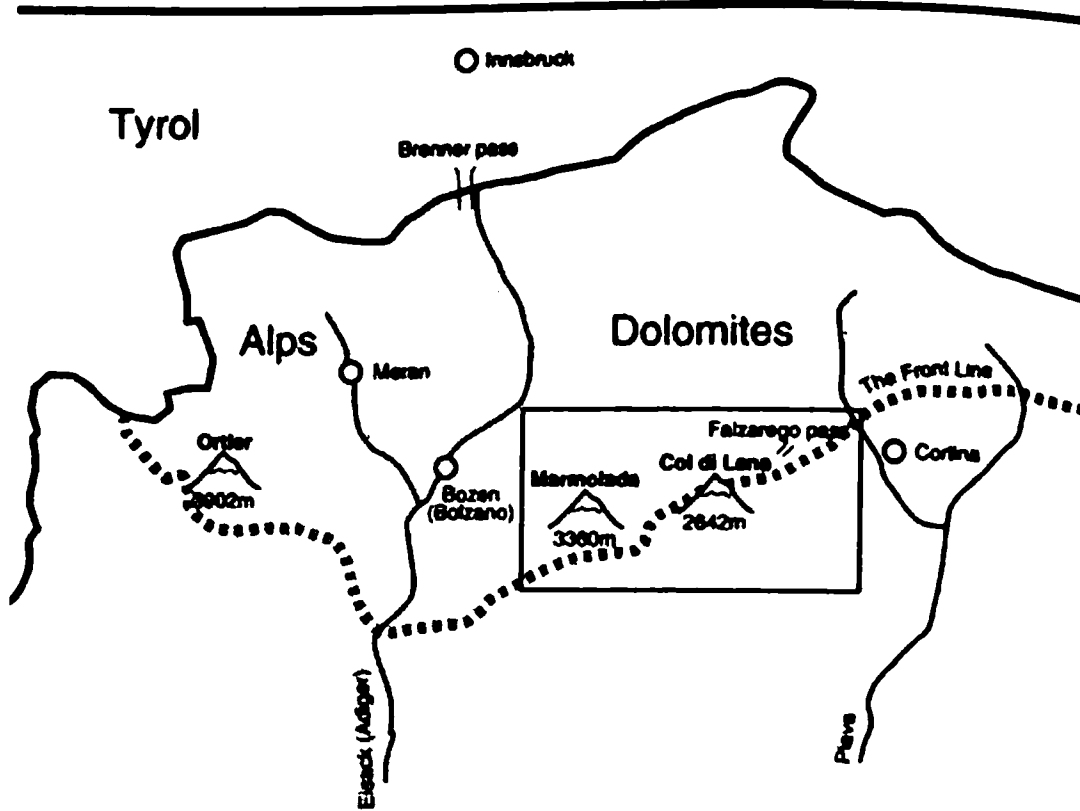 Innsbruck
Tyrol
Brenner pass
Alps
Dolomites
Meran
The Front Line
Ortler
3902m
Bozen
(Bolzano)
Falzarego pass
Cortina
Marmolada
3360m
Col di Lana
2642m
Eisack (Adiger)
Piave